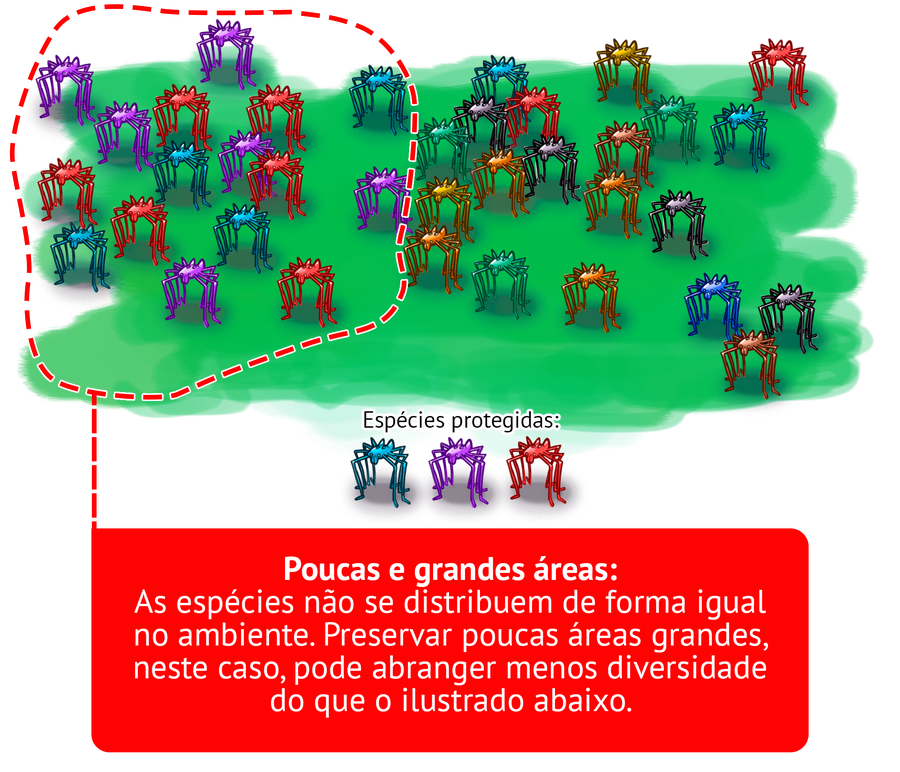 Espécies protegidas:
Poucas e grandes áreas:
As espécies não se distribuem de forma igual
no ambiente. Preservar poucas áreas grandes,
neste caso, pode abranger menos diversidade
do que o ilustrado abaixo.